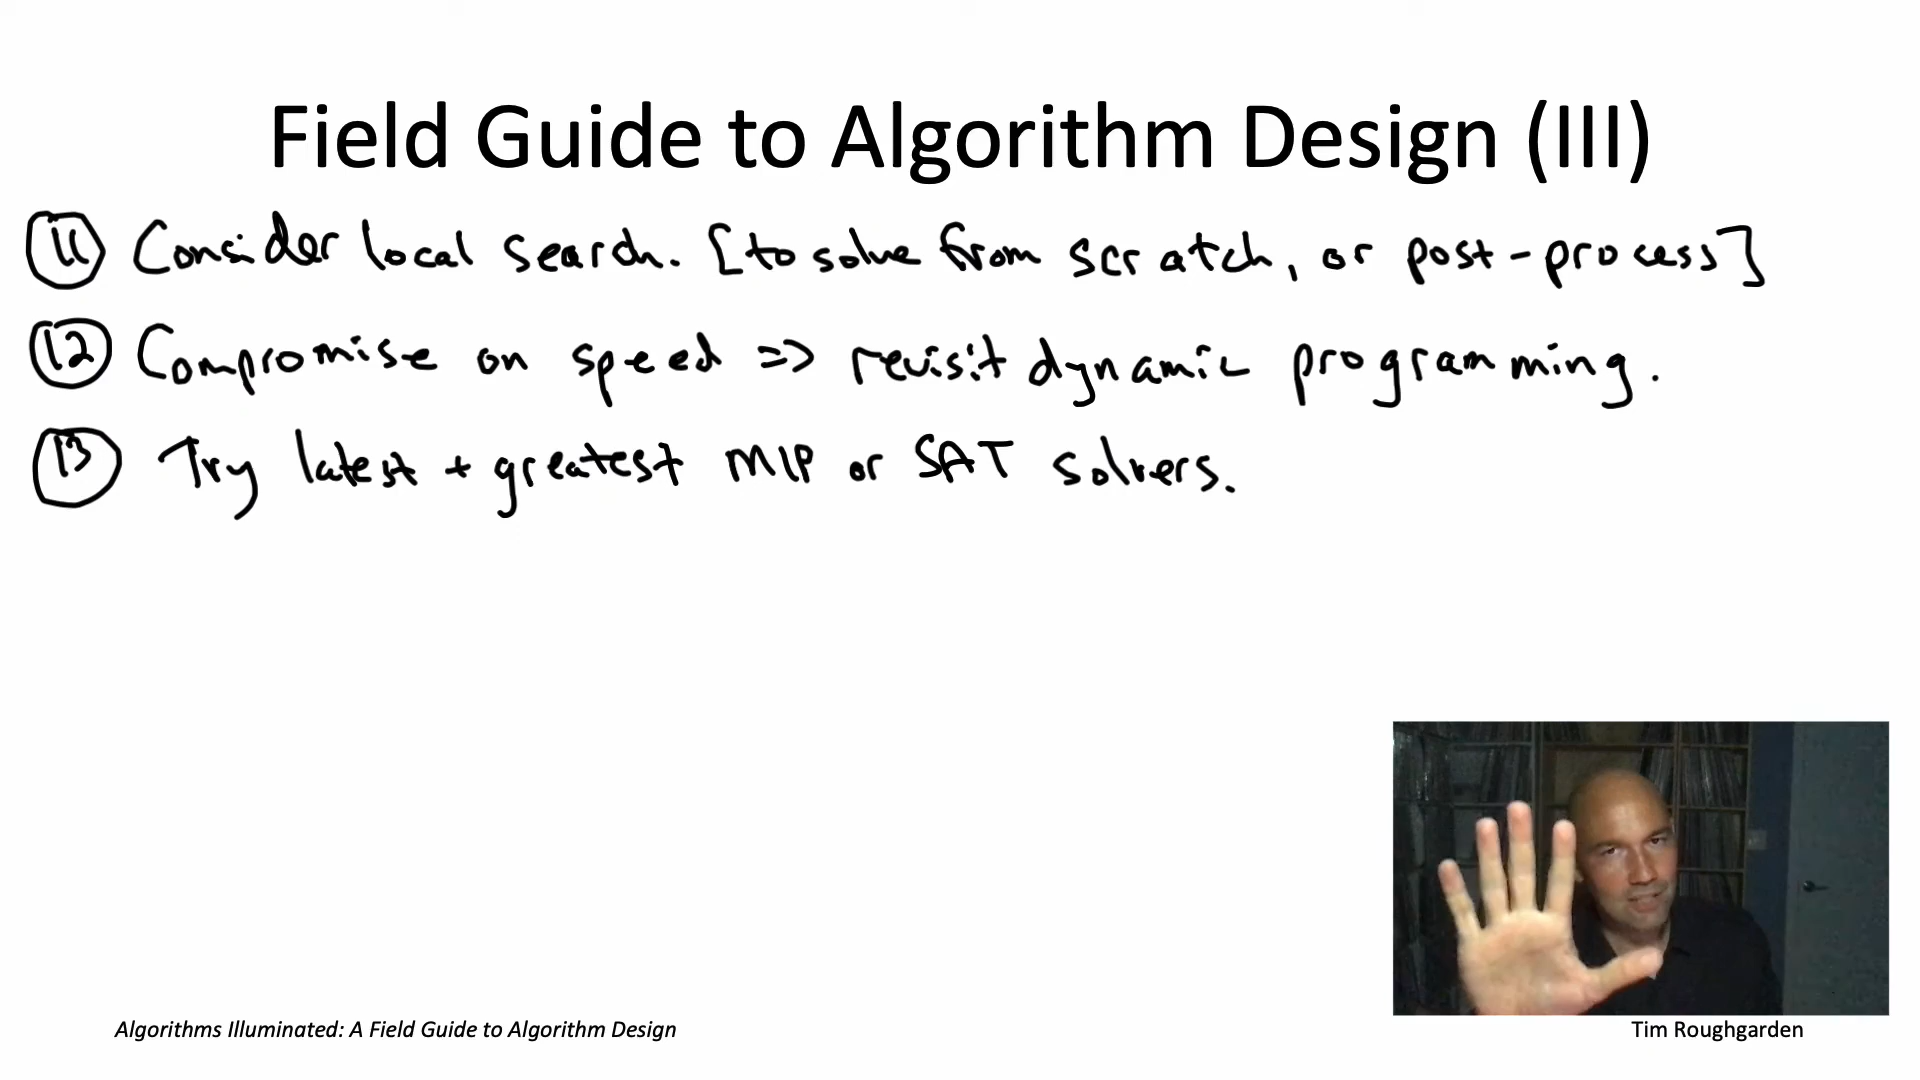 Field Guide to Algorithm Design (III)
11 Consider local search. [to solve from scratch, or post-process]
12 Compromise on speed => revisit dynamic programming.
13 Try latest + greatest MIP or SAT solvers.
Algorithms Illuminated: A Field Guide to Algorithm Design
Tim Roughgarden